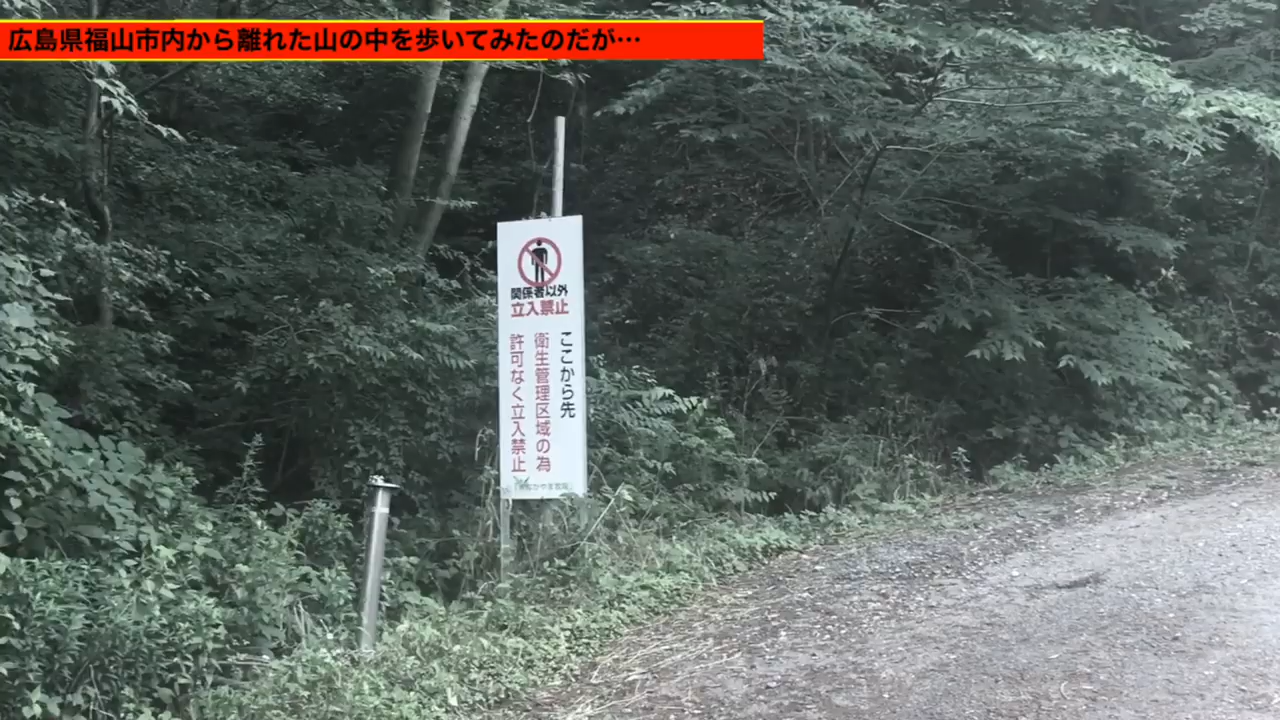 広島県福山市内から離れた山の中を歩いてみたのだが…
関係者以外
立入禁止
ここから先
衛生管理区域の為
許可なく立入禁止